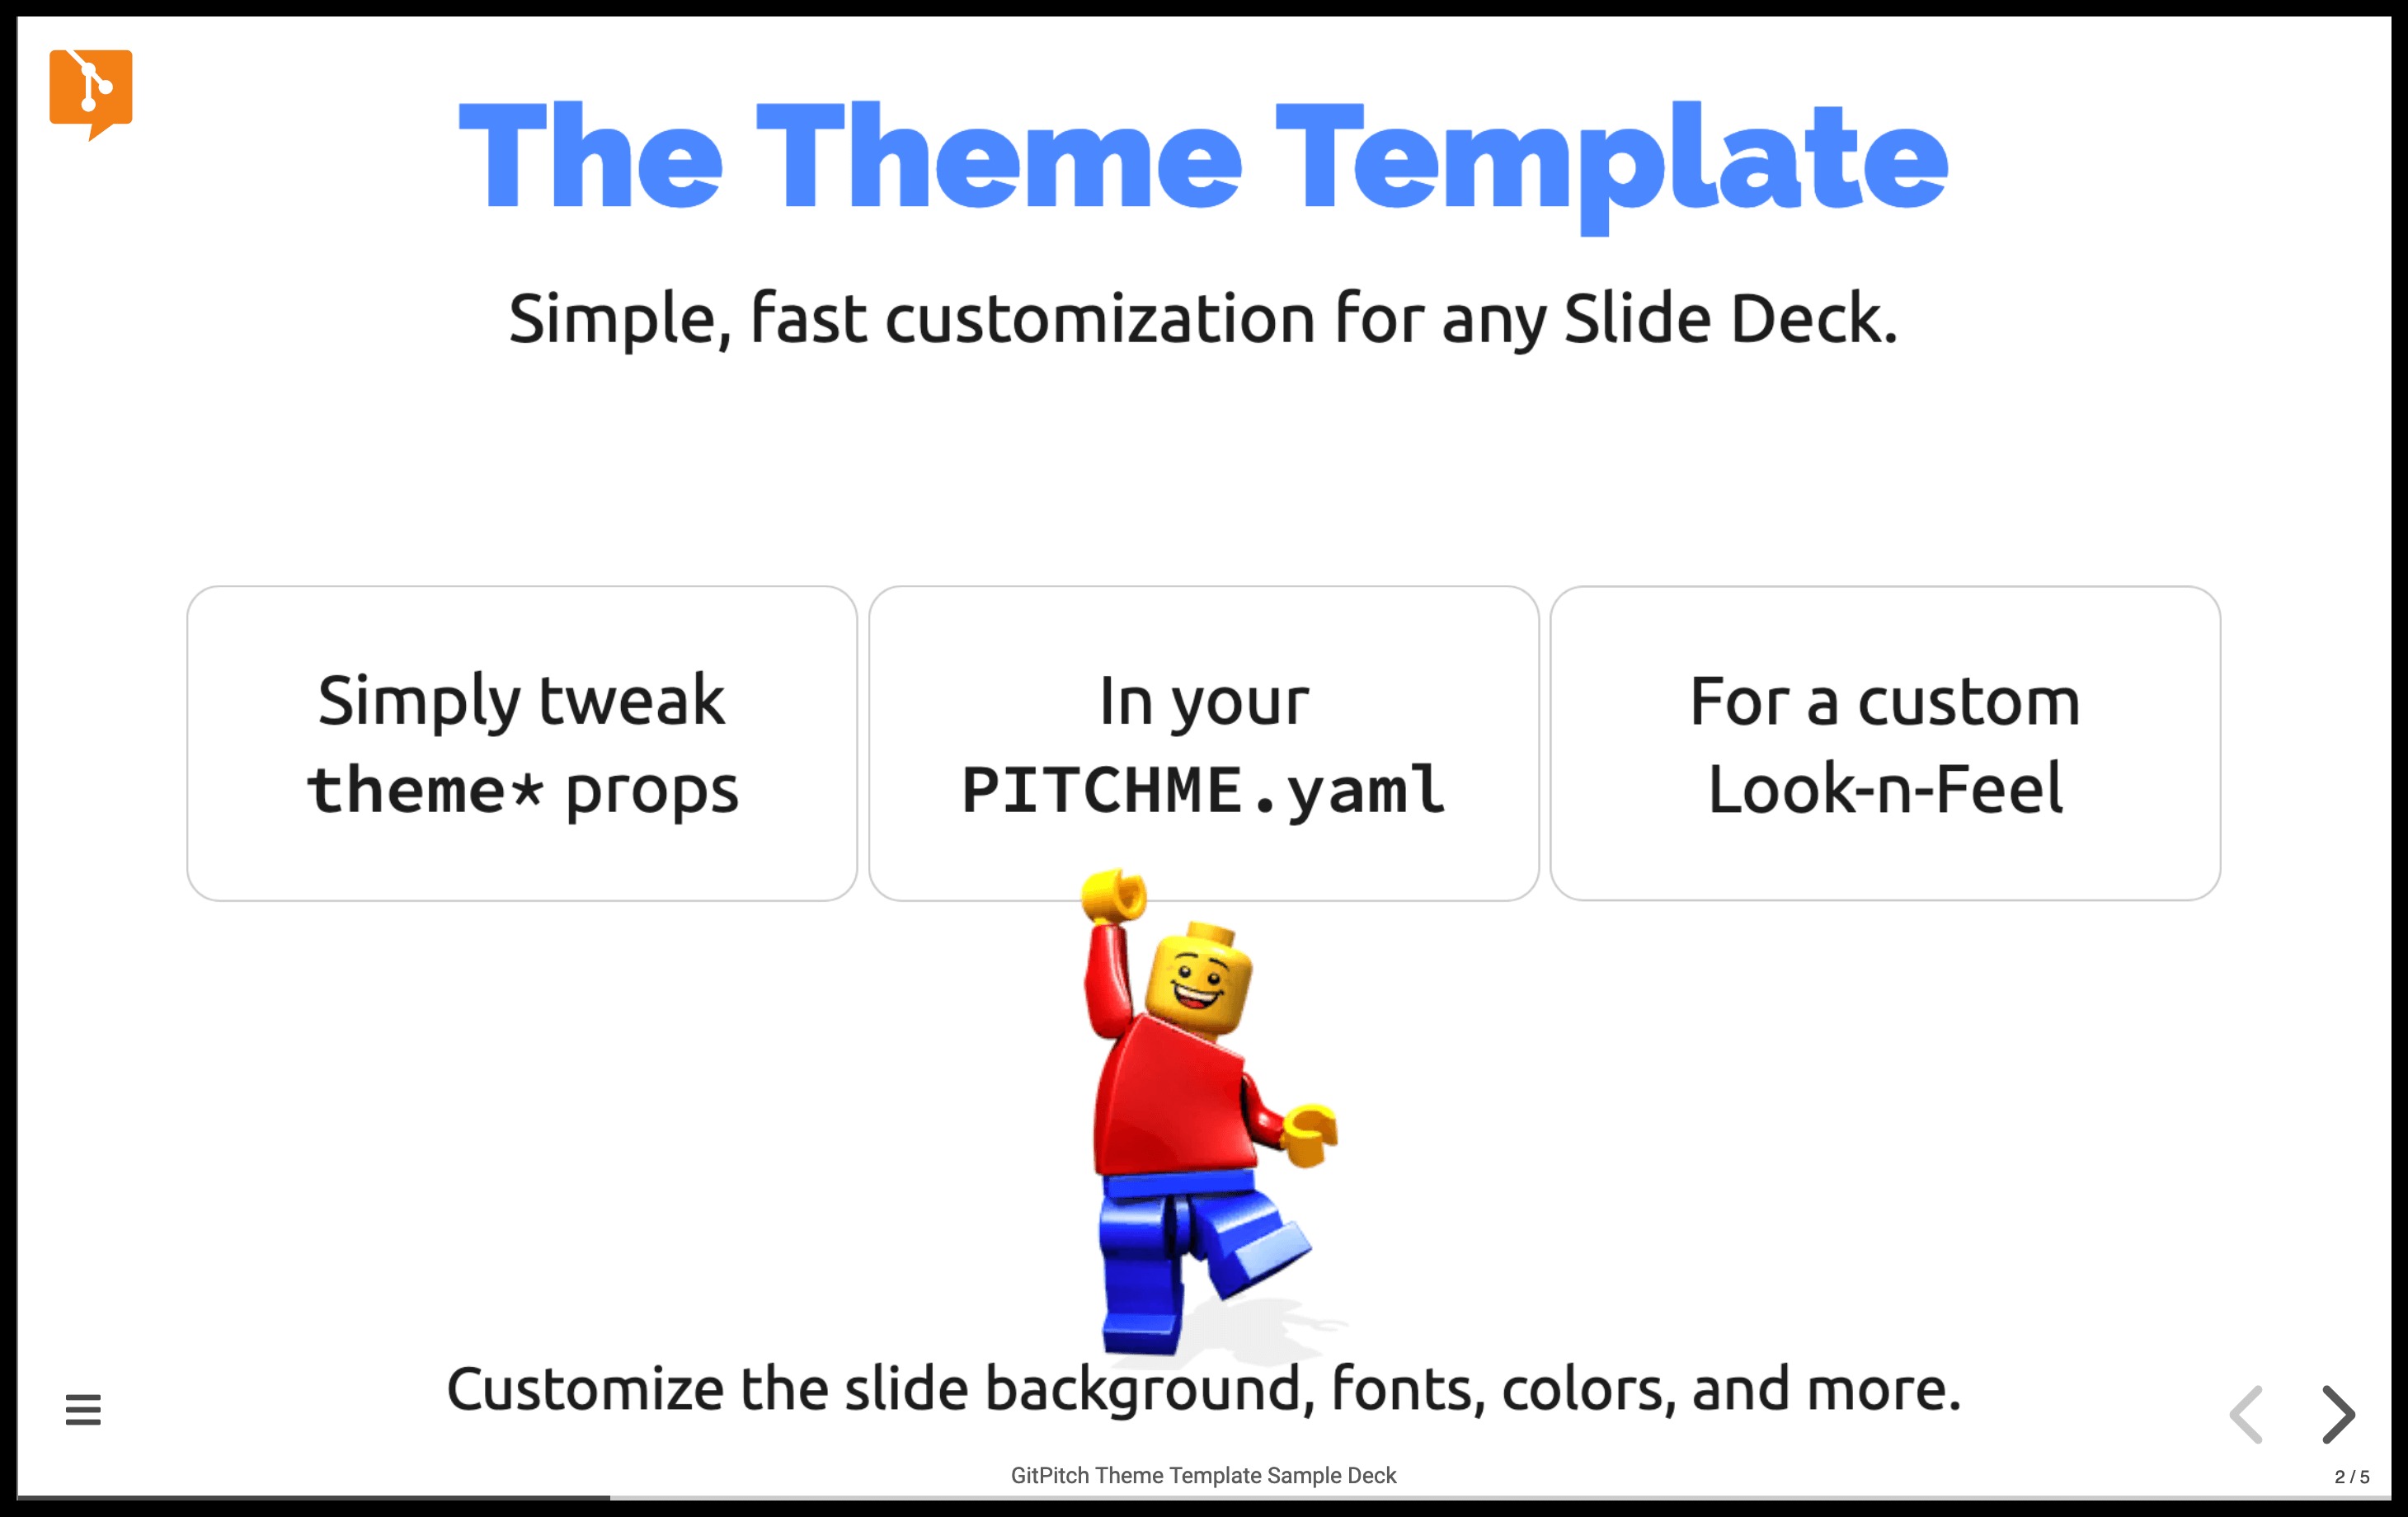 The Theme Template
Simple, fast customization for any Slide Deck.
Simply tweak
theme* props
In your
PITCHME.yaml
For a custom
Look-n-Feel
Customize the slide background, fonts, colors, and more.
GitPitch Theme Template Sample Deck
2 / 5